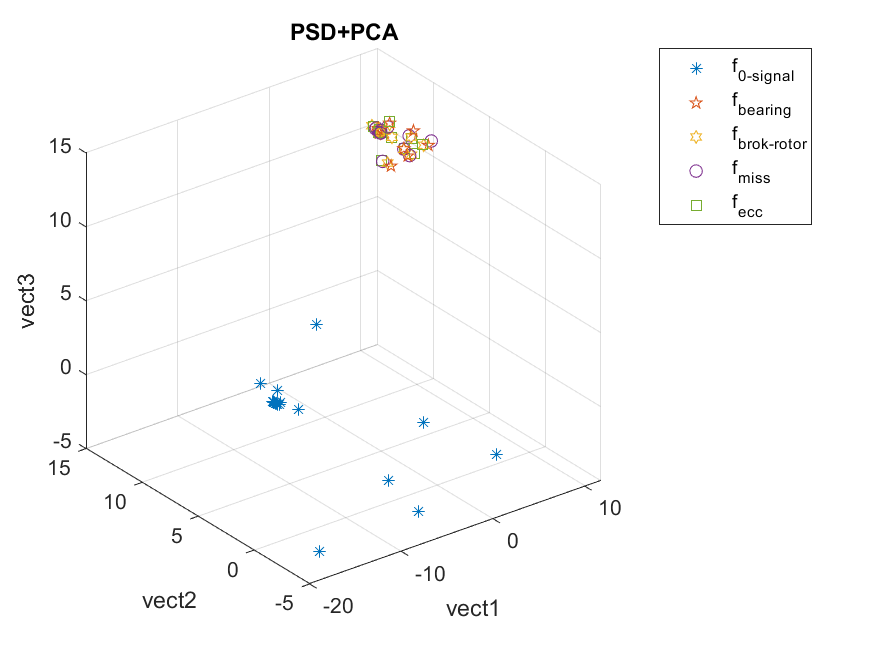 PSD+PCA
f0-signal
fbearing
fbrok-rotor
fmiss
fecc
15
10
5
0
-5
vect3
15
10
5
0
-5
vect2
-20
-10
0
10
vect1